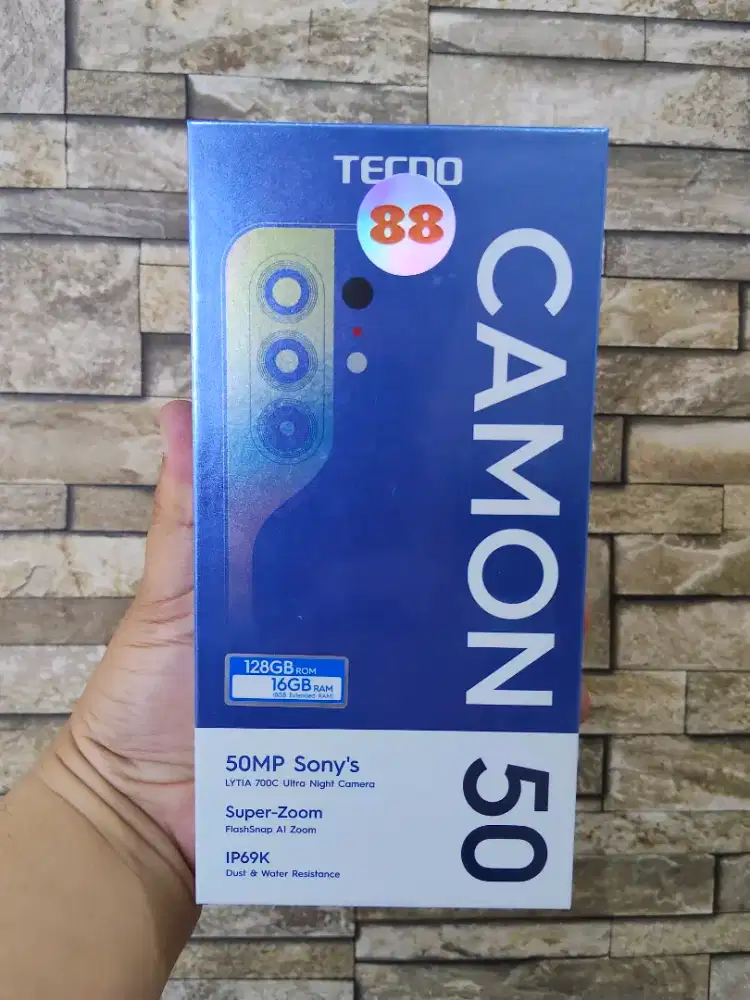 TECNO
88
CAMON 50
128GB ROM
16GB RAM
(8GB Extended RAM)
50MP Sony's
LYTIA 700C Ultra Night Camera
Super-Zoom
FlashSnap AI Zoom
IP69K
Dust & Water Resistance